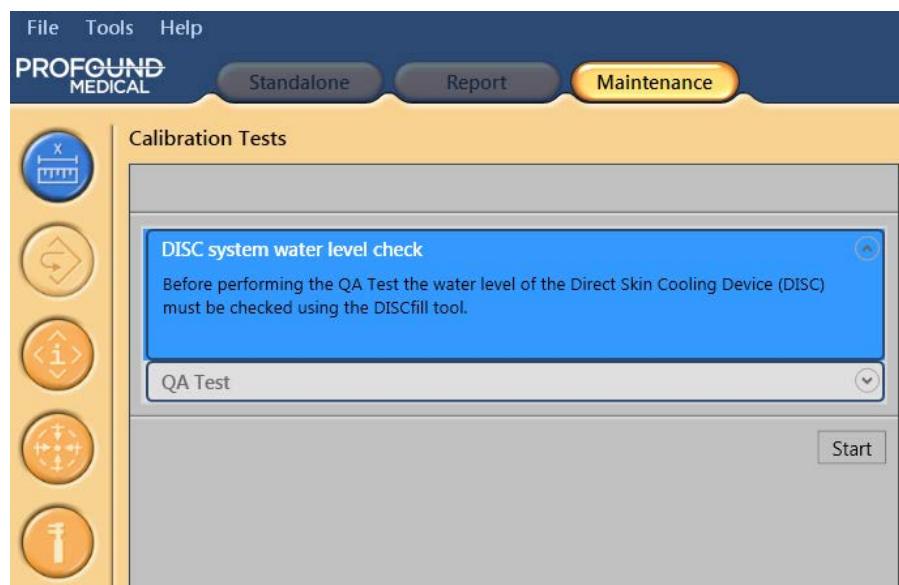 File Tools Help
PROFOUND
MEDICAL
Standalone Report Maintenance
Calibration Tests
X
DISC system water level check
Before performing the QA Test the water level of the Direct Skin Cooling Device (DISC)
must be checked using the DISCfill tool.
i
QA Test
Start